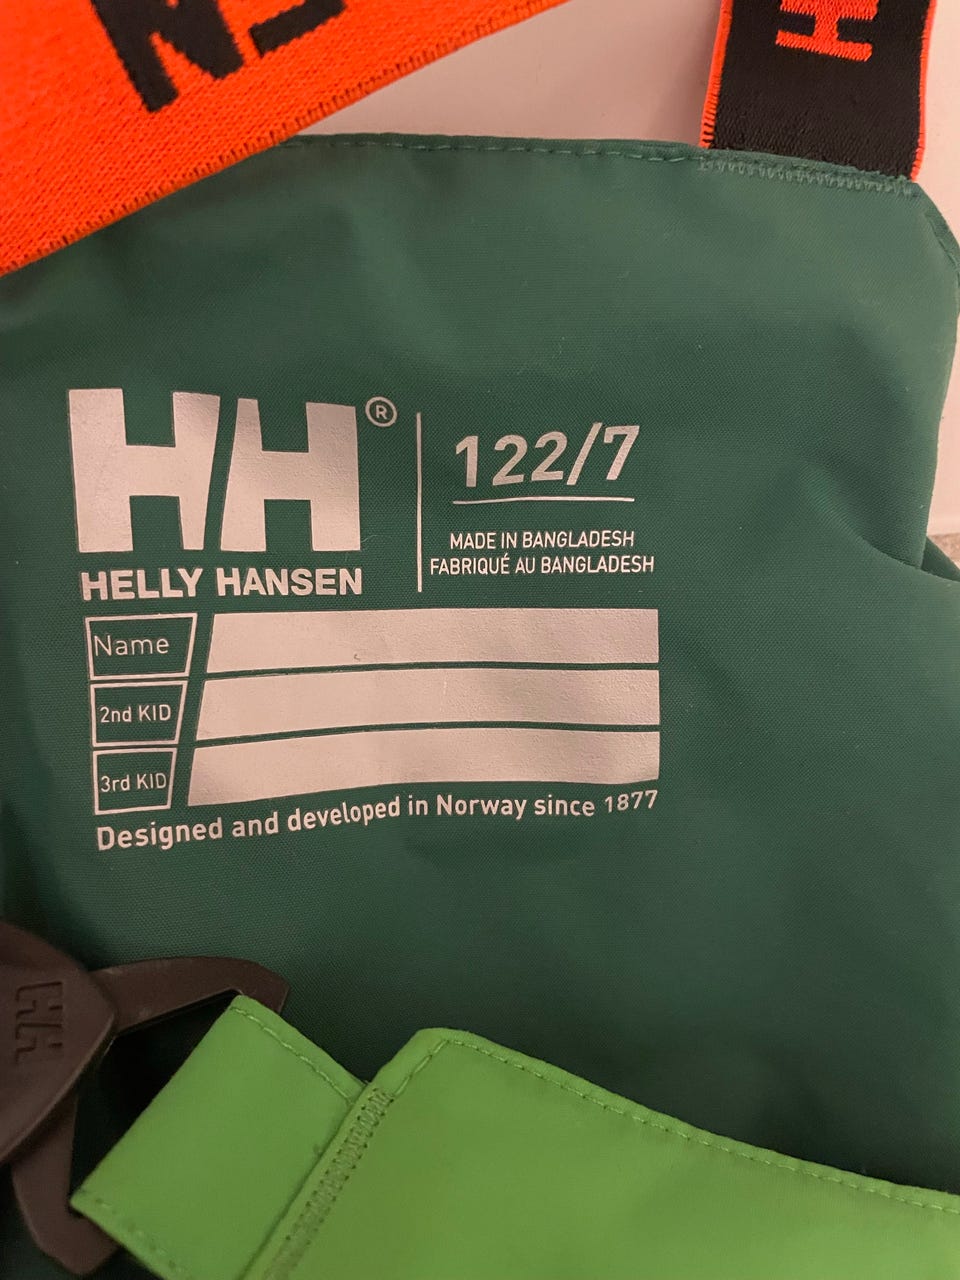 HH®
HELLY HANSEN
122/7
MADE IN BANGLADESH
FABRIQUÉ AU BANGLADESH
Name
2nd KID
3rd KID
Designed and developed in Norway since 1877
HH